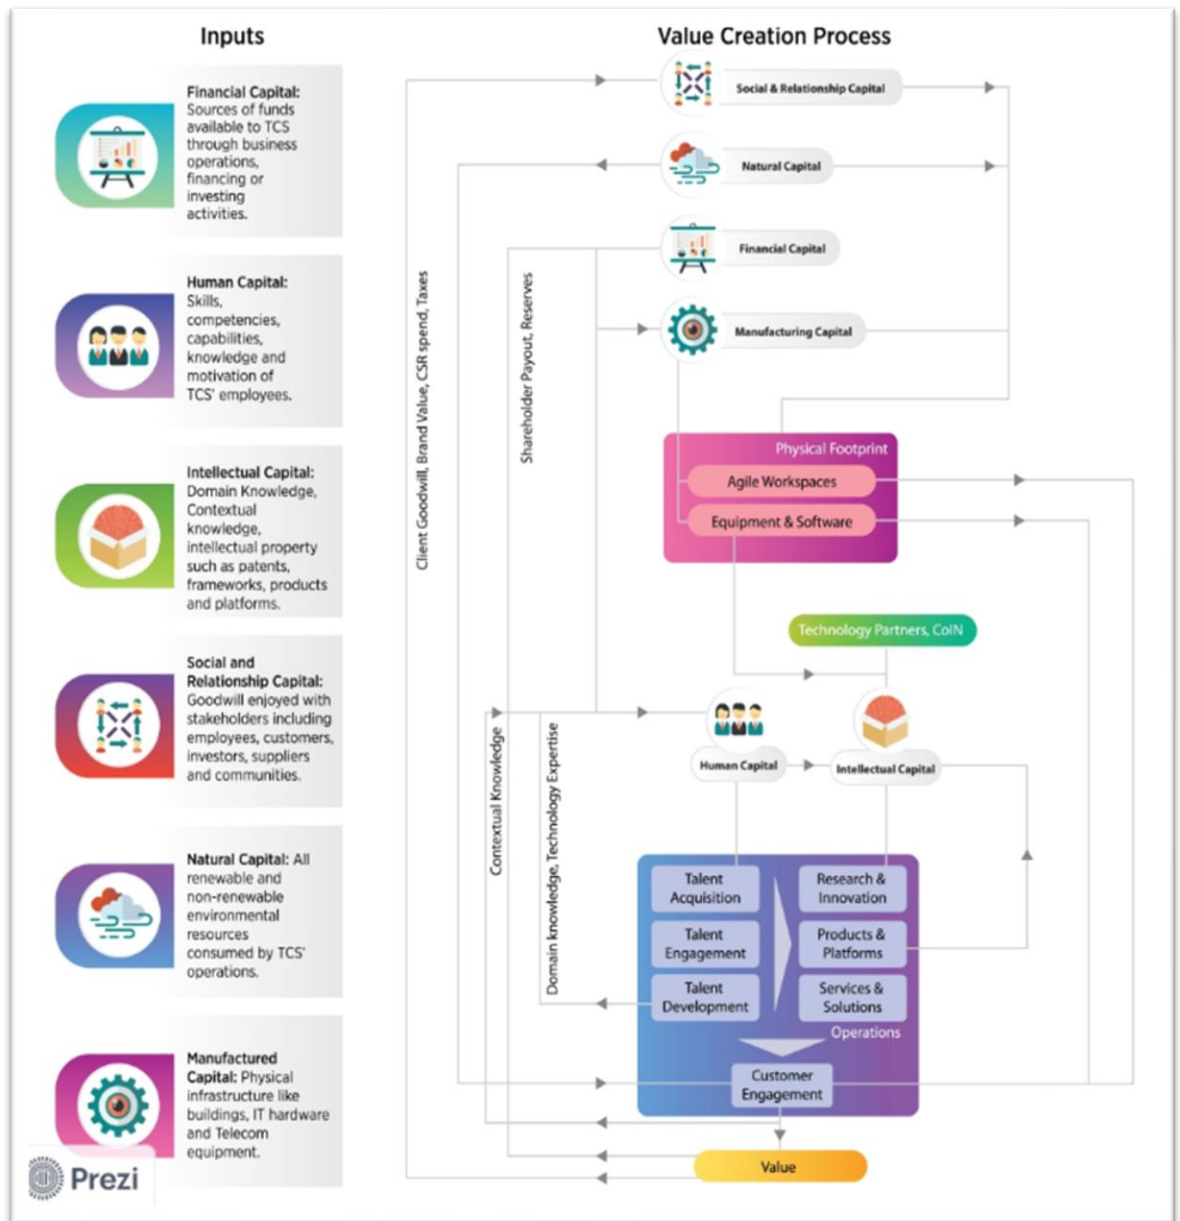 Inputs
Financial Capital:
Sources of funds
available to TCS
through business
operations,
financing or
investing
activities.
Human Capital:
Skills,
competencies,
capabilities,
knowledge and
motivation of
TCS' employees.
Intellectual Capital:
Domain Knowledge,
Contextual
knowledge,
intellectual property
such as patents,
frameworks, products
and platforms.
Social and
Relationship Capital:
Goodwill enjoyed with
stakeholders including
employees, customers,
investors, suppliers
and communities.
Natural Capital: All
renewable and
non-renewable
environmental
resources
consumed by TCS'
operations.
Manufactured
Capital: Physical
infrastructure like
buildings, IT hardware
and Telecom
equipment.
Prezi
Value Creation Process
Social & Relationship Capital
Natural Capital
Financial Capital
Manufacturing Capital
Client Goodwill, Brand Value, CSR spend, Taxes
Shareholder Payout, Reserves
Physical Footprint
Agile Workspaces
Equipment & Software
Technology Partners, CoIN
Human Capital
Intellectual Capital
Contextual Knowledge
Domain knowledge, Technology Expertise
Talent
Acquisition
Research &
Innovation
Talent
Engagement
Products &
Platforms
Talent
Development
Services &
Solutions
Operations
Customer
Engagement
Value